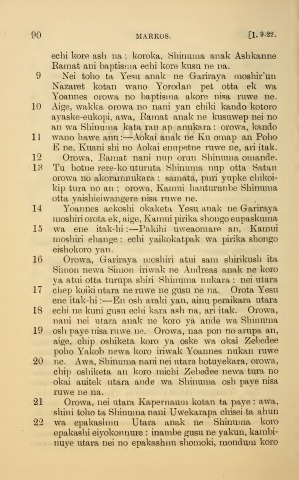 90 MARKOS. [1. 9-22.
echi kore ash na : koroka, Shinuma anak Ashkanne
Ramat ani baptisma echi kore kusu ne na.
9 Nei toho ta Yesu anak ne Gariraya moshir'un
Nazaret kotan wano Yorodan pet otta ek wa
Yoannes orowa no baptisma akore nisa ruwe ne.
10 Aige, wakka orowa no nani yan chiki kando kotoro
ayaske-eukopi, awa, Ramat anak ne kusuwep nei no
an wa Shinuma kata ran ap anukara : orowa, kando
11 wano hawe anu :—Aokai anak ne Ku omap an Poho
E ne, Kuani shi no Aokai enupetne ruwe ne, ari itak.
12 Orowa, Ramat nani nup orun Shinuma omande.
13 Tu hotne rere-ko uturuta Shinuma nup otta Satan
orowa no akoramnukara : samata, puri yupke chikoi-
kip tura no an ; orowa, Kamui hauturunbe Shinuma
otta yaishieiwangere nisa ruwe ne.
14 Yoannes aekoshi okaketa Yesu anak ne Gariraya
moshiri orota ek, aige, Kamui pirika shongo enpaskuma
15 wa ene itak-hi :—Pakihi uweaomare an, Kamui
moshiri ehange : echi yaikokatpak wa pirika shongo
eishokoro yan.
16 Orowa, Gariraya moshiri atui sam shirikush ita
Simon newa Simon iriwak ne Andreas anak ne koro
ya atui otta turupa shiri Shinuma nukara : nei utara
17 chep koiki utara ne ruwe ne gusu ne na. Orota Yesu
ene itak-hi :—En osh araki yan, ainu peraikara utara
18 echi ne kuni gusu echi kara ash na, ari itak. Orowa,
nani nei utara anak ne koro ya ande wa Shinuma
19 osh paye nisa ruwe ne. Orowa, na pon no arupa an,
aige, chip oshiketa koro ya oske wa okai Zebedee
poho Yakob newa koro iriwak Yoannes nukan ruwe
20 ne. Awa, Shinuma nani nei utara hotuyekara, orowa,
chip oshiketa an koro michi Zebedee newa tura no
okai auitek utara ande wa Shinuma osh paye nisa
ruwe ne na.
21 Orowa, nei utara Kapernaum kotan ta paye : awa,
shini toho ta Shinuma nani Uwekarapa chisei ta ahun
22 wa epakashnu Utara anak ne Shinuma koro
epakashi eiyokonnure : inambe gusu ne yakun, kambi-
nuye utara nei no epakashnu shomoki, mondum koro